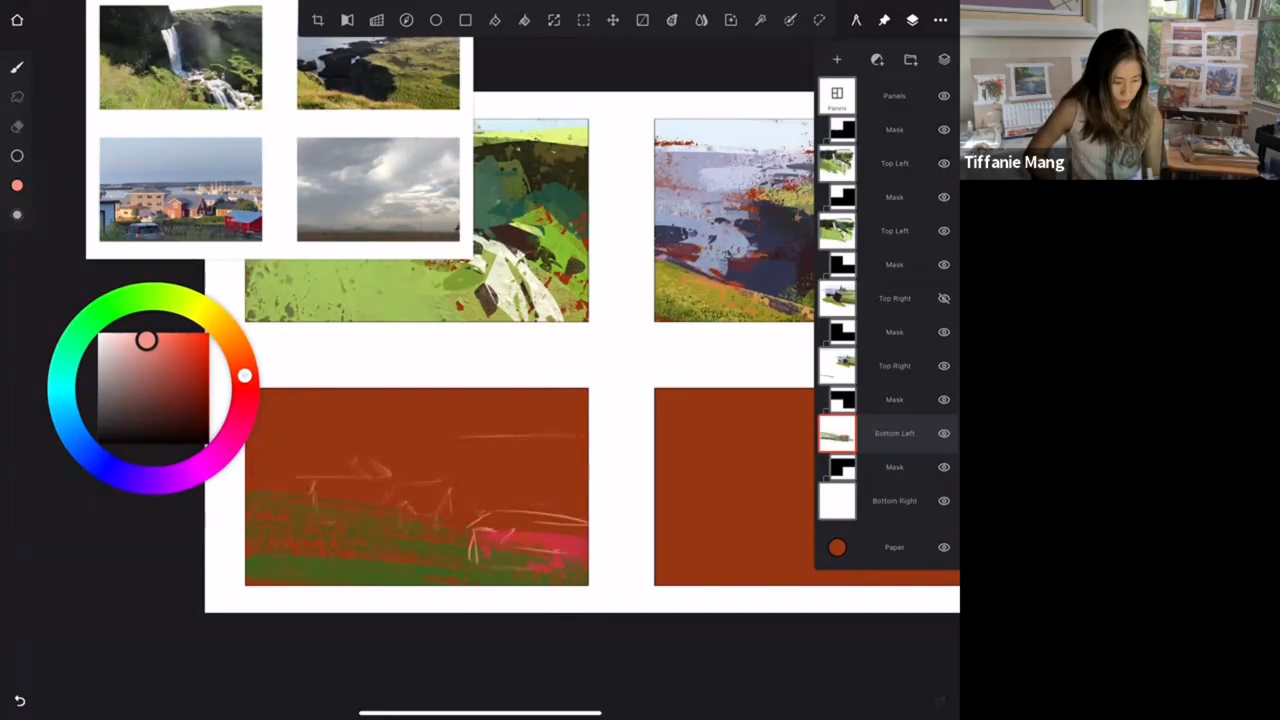 Panels
Panels
Mask
Top Left
Mask
Top Left
Mask
Top Right
Mask
Top Right
Mask
Bottom Left
Mask
Bottom Right
Paper
Tiffanie Mang